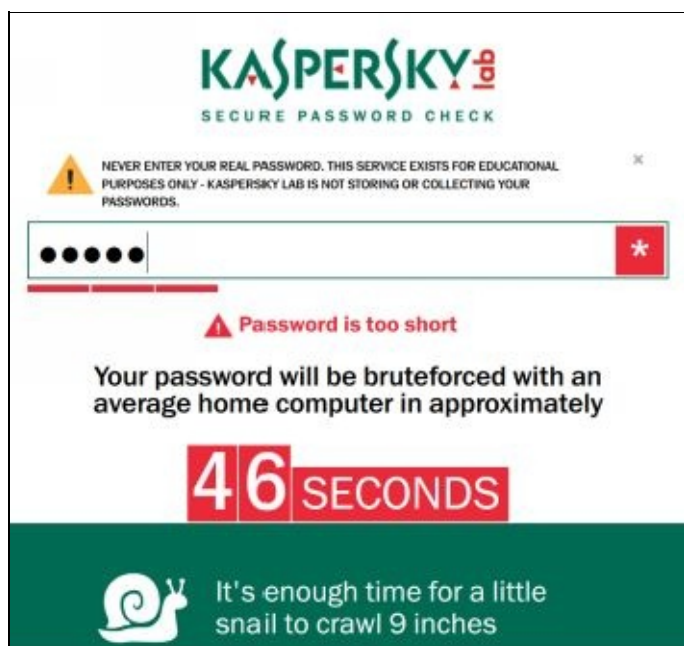 KASPERSKY lab
SECURE PASSWORD CHECK
NEVER ENTER YOUR REAL PASSWORD. THIS SERVICE EXISTS FOR EDUCATIONAL
PURPOSES ONLY - KASPERSKY LAB IS NOT STORING OR COLLECTING YOUR
PASSWORDS.
●●●●●
*
Password is too short
Your password will be bruteforced with an
average home computer in approximately
46 SECONDS
It's enough time for a little
snail to crawl 9 inches